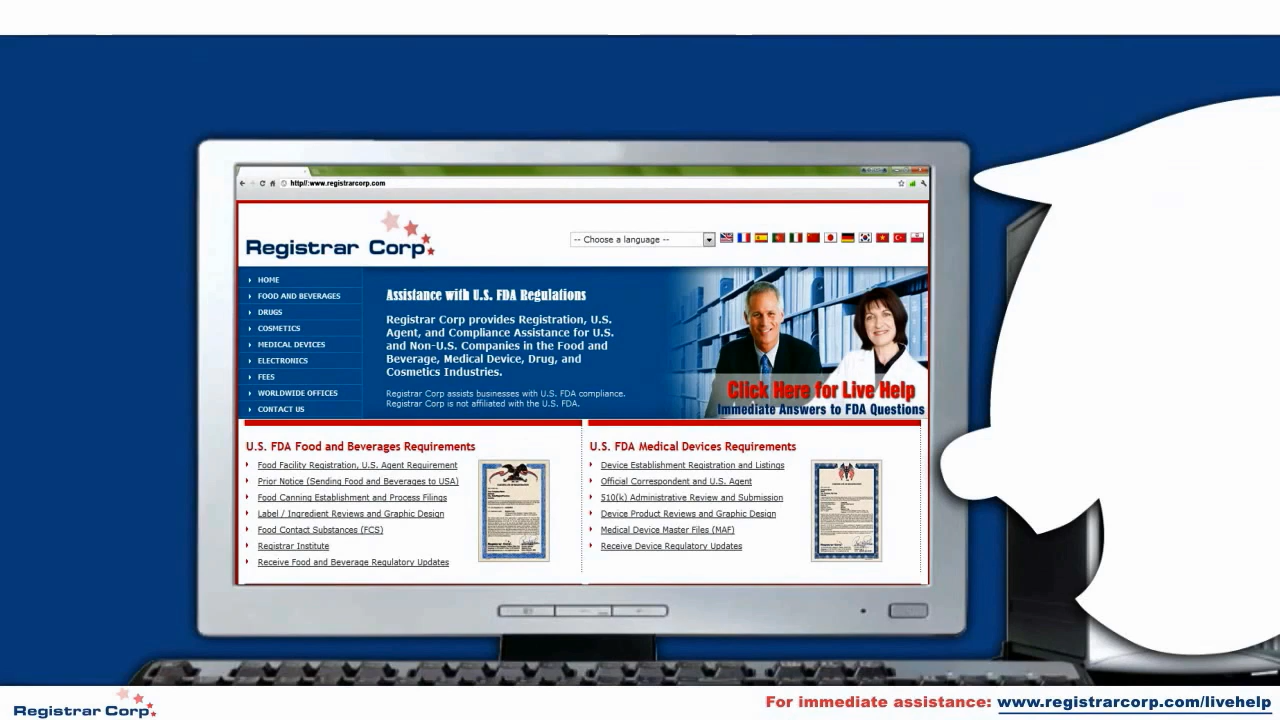 http//:www.registrarcorp.com
Registrar Corp
-- Choose a language --
HOME
FOOD AND BEVERAGES
DRUGS
COSMETICS
MEDICAL DEVICES
ELECTRONICS
FEES
WORLDWIDE OFFICES
CONTACT US
Assistance with U.S. FDA Regulations
Registrar Corp provides Registration, U.S.
Agent, and Compliance Assistance for U.S.
and Non-U.S. Companies in the Food and
Beverage, Medical Device, Drug, and
Cosmetics Industries.
Registrar Corp assists businesses with U.S. FDA compliance.
Registrar Corp is not affiliated with the U.S. FDA.
Click Here for Live Help
Immediate Answers to FDA Questions
U.S. FDA Food and Beverages Requirements
Food Facility Registration, U.S. Agent Requirement
Prior Notice (Sending Food and Beverages to USA)
Food Canning Establishment and Process Filings
Label / Ingredient Reviews and Graphic Design
Food Contact Substances (FCS)
Registrar Institute
Receive Food and Beverage Regulatory Updates
U.S. FDA Medical Devices Requirements
Device Establishment Registration and Listings
Official Correspondent and U.S. Agent
510(k) Administrative Review and Submission
Device Product Reviews and Graphic Design
Medical Device Master Files (MAF)
Receive Device Regulatory Updates
Registrar Corp
For immediate assistance: www.registrarcorp.com/livehelp